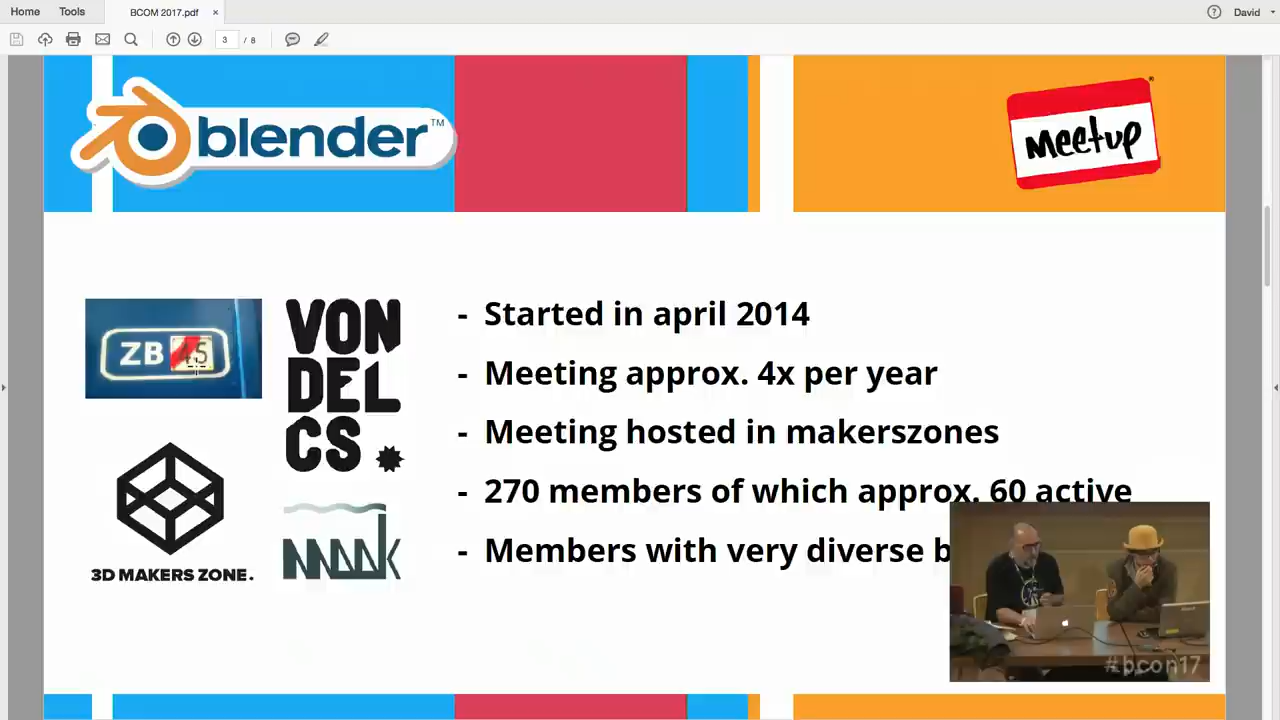 Home Tools BCOM 2017.pdf × ? David
3 / 8
blender™
meetup®
ZB 45
VON
DEL
CS
3D MAKERS ZONE.
MAAK
- Started in april 2014
- Meeting approx. 4x per year
- Meeting hosted in makerszones
- 270 members of which approx. 60 active
- Members with very diverse b
#bcon17